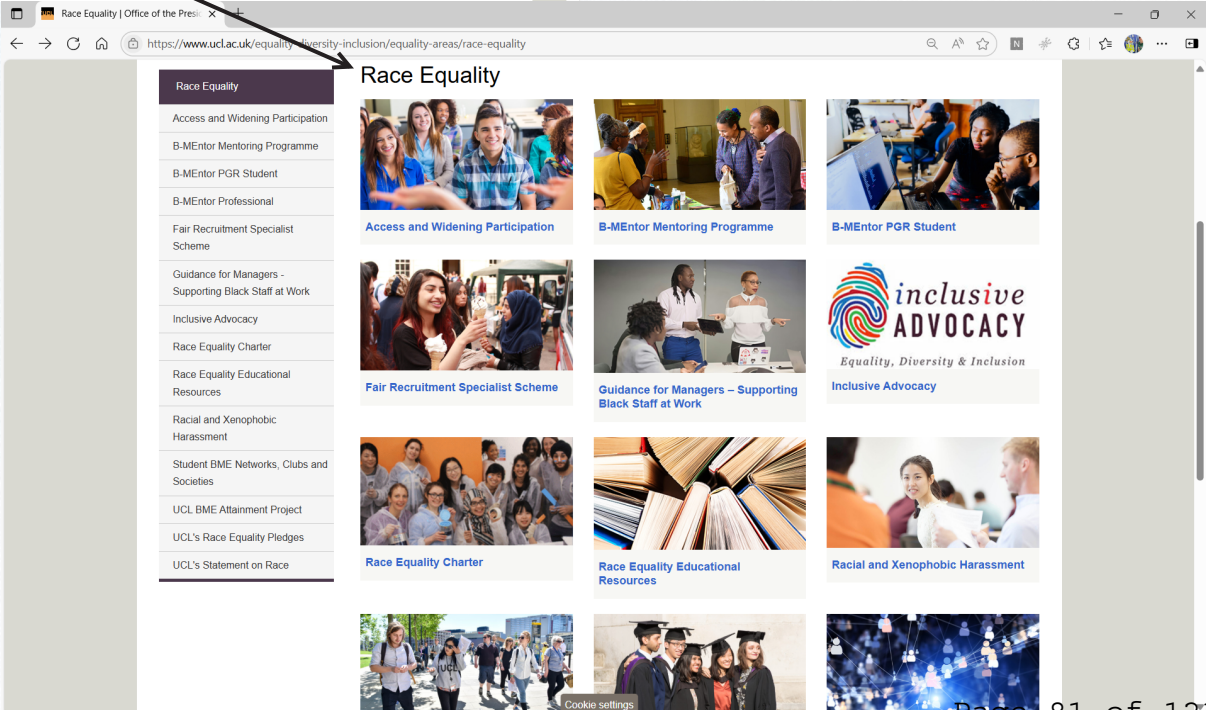 Race Equality | Office of the Presi
https://www.ucl.ac.uk/equality-diversity-inclusion/equality-areas/race-equality
N
Race Equality
Access and Widening Participation
B-MEntor Mentoring Programme
B-MEntor PGR Student
B-MEntor Professional
Fair Recruitment Specialist
Scheme
Guidance for Managers -
Supporting Black Staff at Work
Inclusive Advocacy
Race Equality Charter
Race Equality Educational
Resources
Racial and Xenophobic
Harassment
Student BME Networks, Clubs and
Societies
UCL BME Attainment Project
UCL's Race Equality Pledges
UCL's Statement on Race
Race Equality
Access and Widening Participation
B-MEntor Mentoring Programme
B-MEntor PGR Student
inclusive
ADVOCACY
Equality, Diversity & Inclusion
Fair Recruitment Specialist Scheme
Guidance for Managers – Supporting
Black Staff at Work
Inclusive Advocacy
Race Equality Charter
Race Equality Educational
Resources
Racial and Xenophobic Harassment
UCL
Cookie settings
Page 81 of